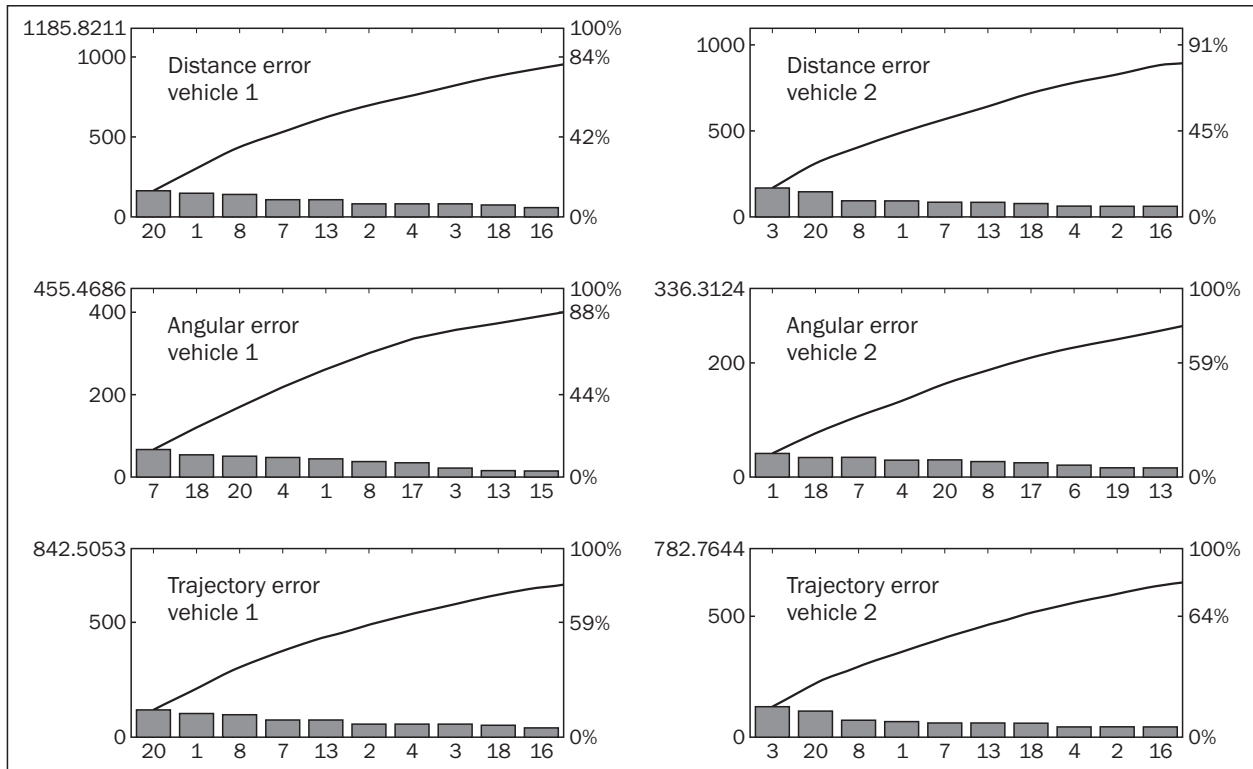 1185.8211
1000
500
0
Distance error
vehicle 1
100%
84%
42%
0%
20 1 8 7 13 2 4 3 18 16
1000
500
0
Distance error
vehicle 2
91%
45%
0%
3 20 8 1 7 13 18 4 2 16
455.4686
400
200
0
Angular error
vehicle 1
100%
88%
44%
0%
7 18 20 4 1 8 17 3 13 15
336.3124
200
0
Angular error
vehicle 2
100%
59%
0%
1 18 7 4 20 8 17 6 19 13
842.5053
500
0
Trajectory error
vehicle 1
100%
59%
0%
20 1 8 7 13 2 4 3 18 16
782.7644
500
0
Trajectory error
vehicle 2
100%
64%
0%
3 20 8 1 7 13 18 4 2 16